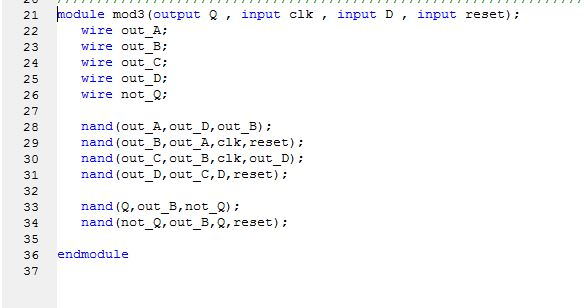 21 module mod3(output Q , input clk , input D , input reset);
22 wire out_A;
23 wire out_B;
24 wire out_C;
25 wire out_D;
26 wire not_Q;
27
28 nand(out_A,out_D,out_B);
29 nand(out_B,out_A,clk,reset);
30 nand(out_C,out_B,clk,out_D);
31 nand(out_D,out_C,D,reset);
32
33 nand(Q,out_B,not_Q);
34 nand(not_Q,out_B,Q,reset);
35
36 endmodule
37